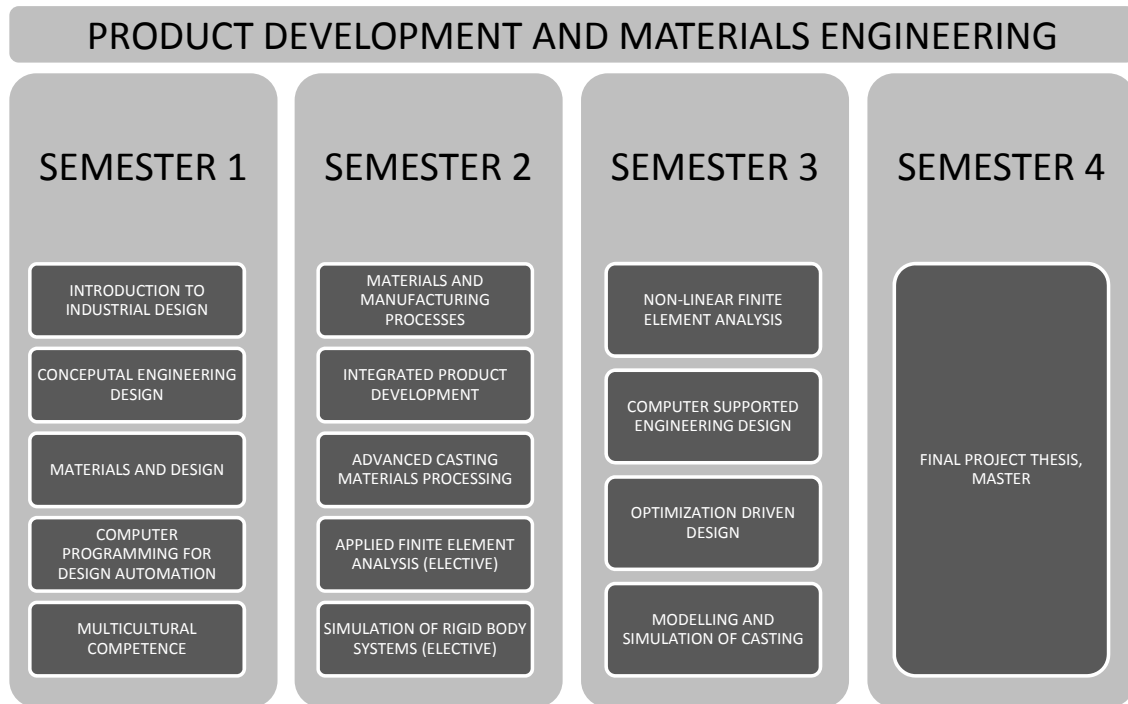 PRODUCT DEVELOPMENT AND MATERIALS ENGINEERING
SEMESTER 1
INTRODUCTION TO
INDUSTRIAL DESIGN
CONCEPUTAL ENGINEERING
DESIGN
MATERIALS AND DESIGN
COMPUTER
PROGRAMMING FOR
DESIGN AUTOMATION
MULTICULTURAL
COMPETENCE
SEMESTER 2
MATERIALS AND
MANUFACTURING
PROCESSES
INTEGRATED PRODUCT
DEVELOPMENT
ADVANCED CASTING
MATERIALS PROCESSING
APPLIED FINITE ELEMENT
ANALYSIS (ELECTIVE)
SIMULATION OF RIGID BODY
SYSTEMS (ELECTIVE)
SEMESTER 3
NON-LINEAR FINITE
ELEMENT ANALYSIS
COMPUTER SUPPORTED
ENGINEERING DESIGN
OPTIMIZATION DRIVEN
DESIGN
MODELLING AND
SIMULATION OF CASTING
SEMESTER 4
FINAL PROJECT THESIS,
MASTER